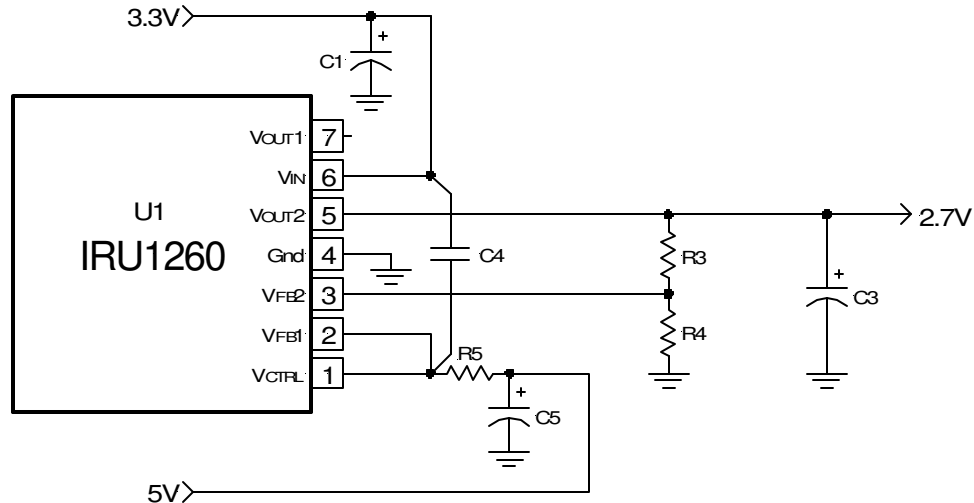 3.3V
+
C1
VOUT1 7
VIN 6
U1
VOUT2 5
2.7V
IRU1260
Gnd 4
C4
R3
+
VFB2 3
C3
VFB1 2
R4
R5
VCTRL 1
+
C5
5V